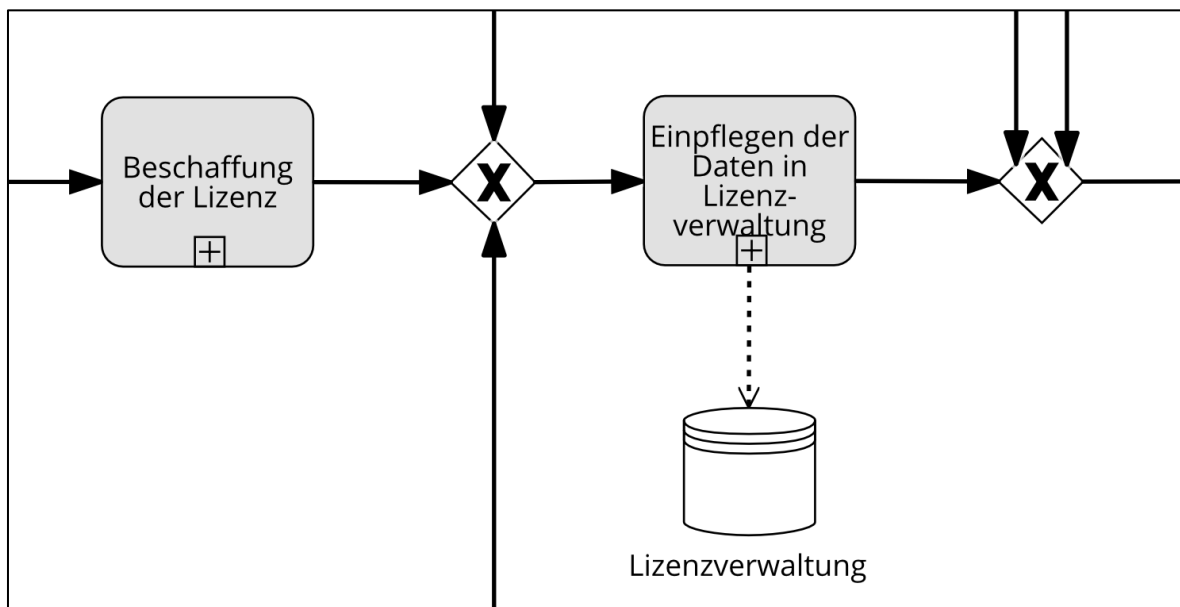 Beschaffung
der Lizenz
X
Einpflegen der
Daten in
Lizenz-
verwaltung
X
Lizenzverwaltung